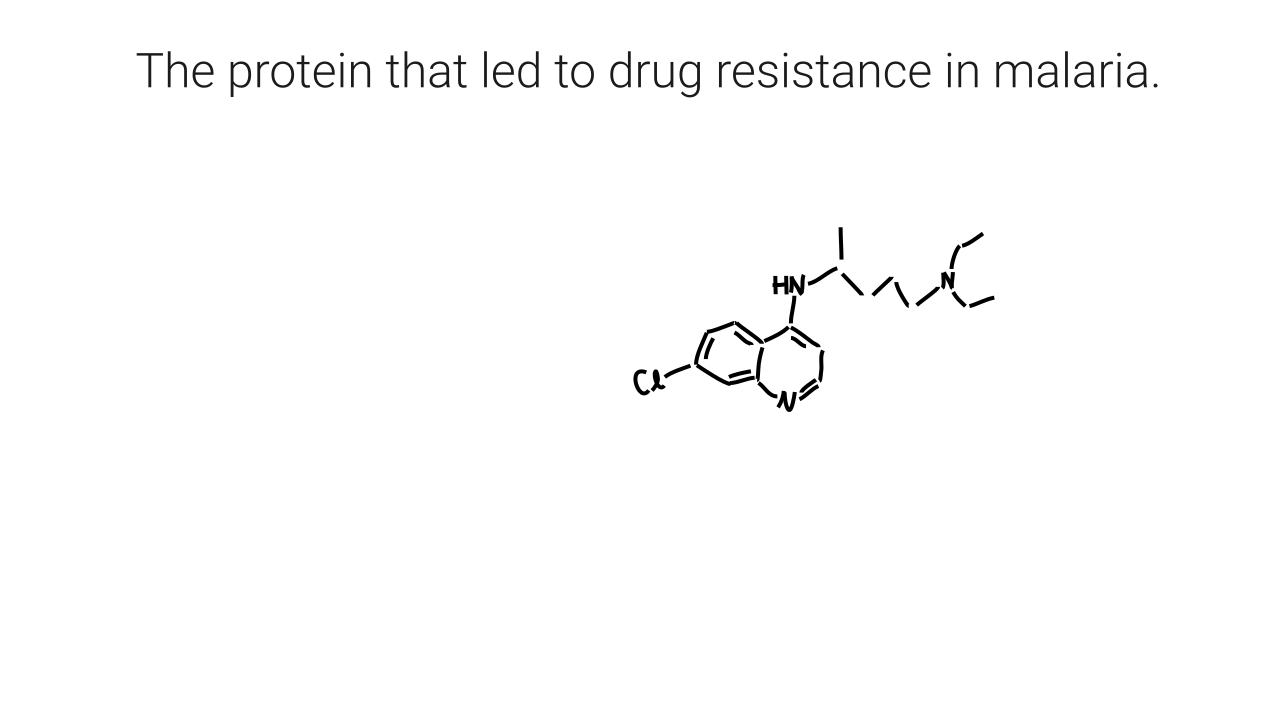 The protein that led to drug resistance in malaria.
HN
N
Cl
N